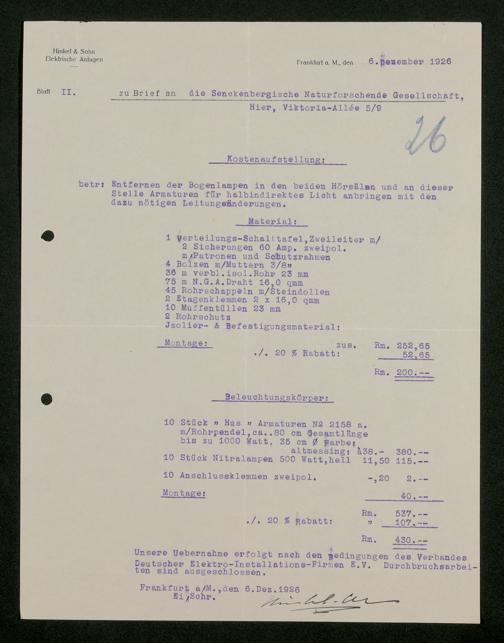 Hinkel & Sohn
Elektrische Anlagen
Frankfurt a. M., den 6.Dezember 1926
Blatt II. zu Brief an die Senckenbergische Naturforschende Gesellschaft,
Hier, Viktoria-Allée 5/9
26
Kostenaufstellung:
betr: Entfernen der Bogenlampen in den beiden Hörsälen und an dieser
Stelle Armaturen für halbindirektes Licht anbringen mit den
dazu nötigen Leitungsänderungen.
Material:
1 Verteilungs-Schalttafel,Zweileiter m/
2 Sicherungen 60 Amp. zweipol.
m/Patronen und Schutzrahmen
4 Bolzen m/Muttern 3/8"
36 m verbl.isol.Rohr 23 mm
75 m N.G.A.Draht 16,0 qmm
45 Rohrschappeln m/Steindollen
2 Etagenklemmen 2 x 16,0 qmm
10 Muffentüllen 23 mm
2 Rohrschutz
Jsolier- & Befestigungsmaterial:
Montage: zus. Rm. 252,65
./. 20 % Rabatt: 52,65
Rm. 200.--
Beleuchtungskörper:
10 Stück " Hus " Armaturen N2 2158 a.
m/Rohrpendel,ca..80 cm Gesamtlänge
bis zu 1000 Watt, 35 cm Ø Farbe:
altmessing: à38.- 380.--
10 Stück Nitralampen 500 Watt,hell 11,50 115.--
10 Anschlussklemmen zweipol. -,20 2.--
Montage: 40.--
Rm. 537.--
./. 20 % Rabatt: " 107.--
Rm. 430.--
Unsere Uebernahme erfolgt nach den Bedingungen des Verbandes
Deutscher Elektro-Installations-Firmen E.V. Durchbruchsarbei-
ten sind ausgeschlossen.
Frankfurt a/M.,den 6.Dez.1926
Ei,Schr.